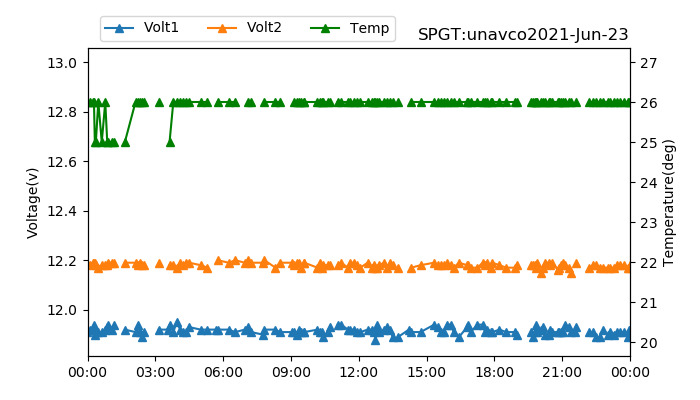 Volt1 Volt2 Temp
SPGT:unavco2021-Jun-23
13.0
12.8
12.6
12.4
12.2
12.0
Voltage(v)
27
26
25
24
23
22
21
20
Temperature(deg)
00:00 03:00 06:00 09:00 12:00 15:00 18:00 21:00 00:00